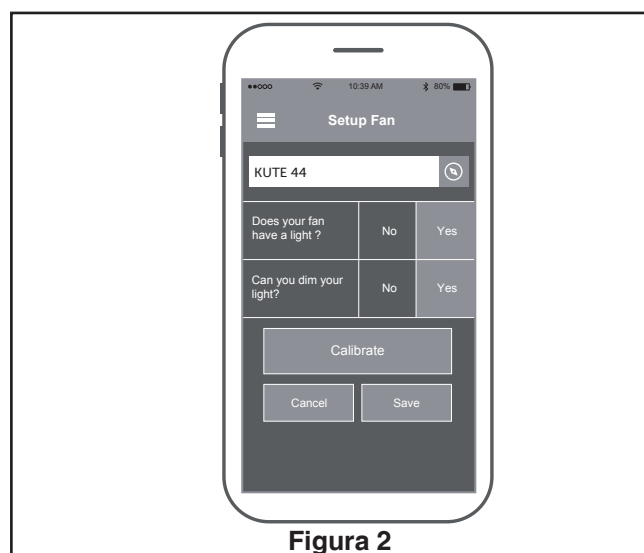 10:39 AM 80%
Setup Fan
KUTE 44
Does your fan
have a light ?
No
Yes
Can you dim your
light?
No
Yes
Calibrate
Cancel
Save
Figura 2